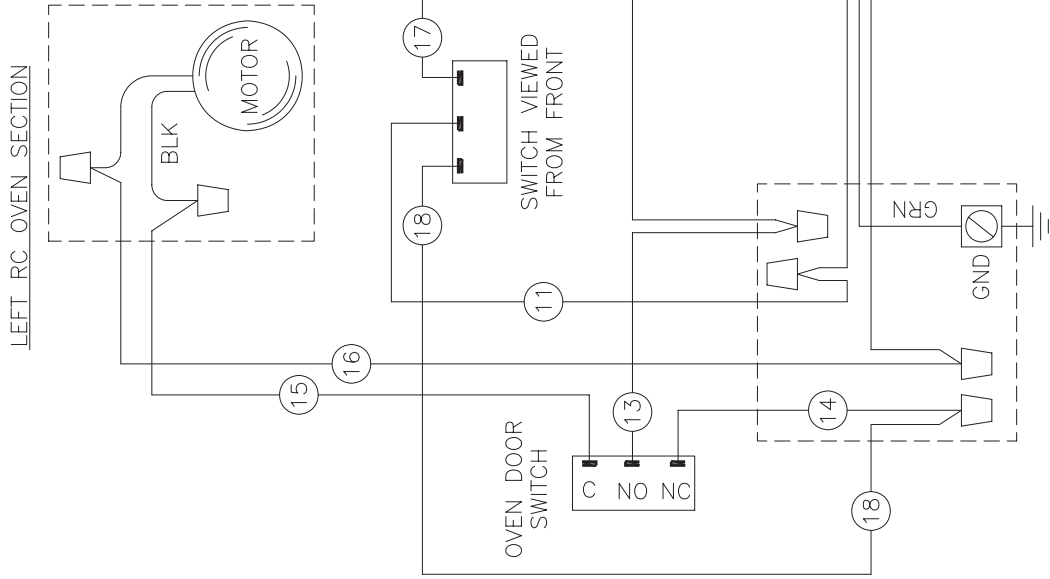 LEFT RC OVEN SECTION
MOTOR
BLK
17
SWITCH VIEWED
FROM FRONT
18
11
16
15
GRN
GND
OVEN DOOR
SWITCH
C
NO
NC
13
14
18